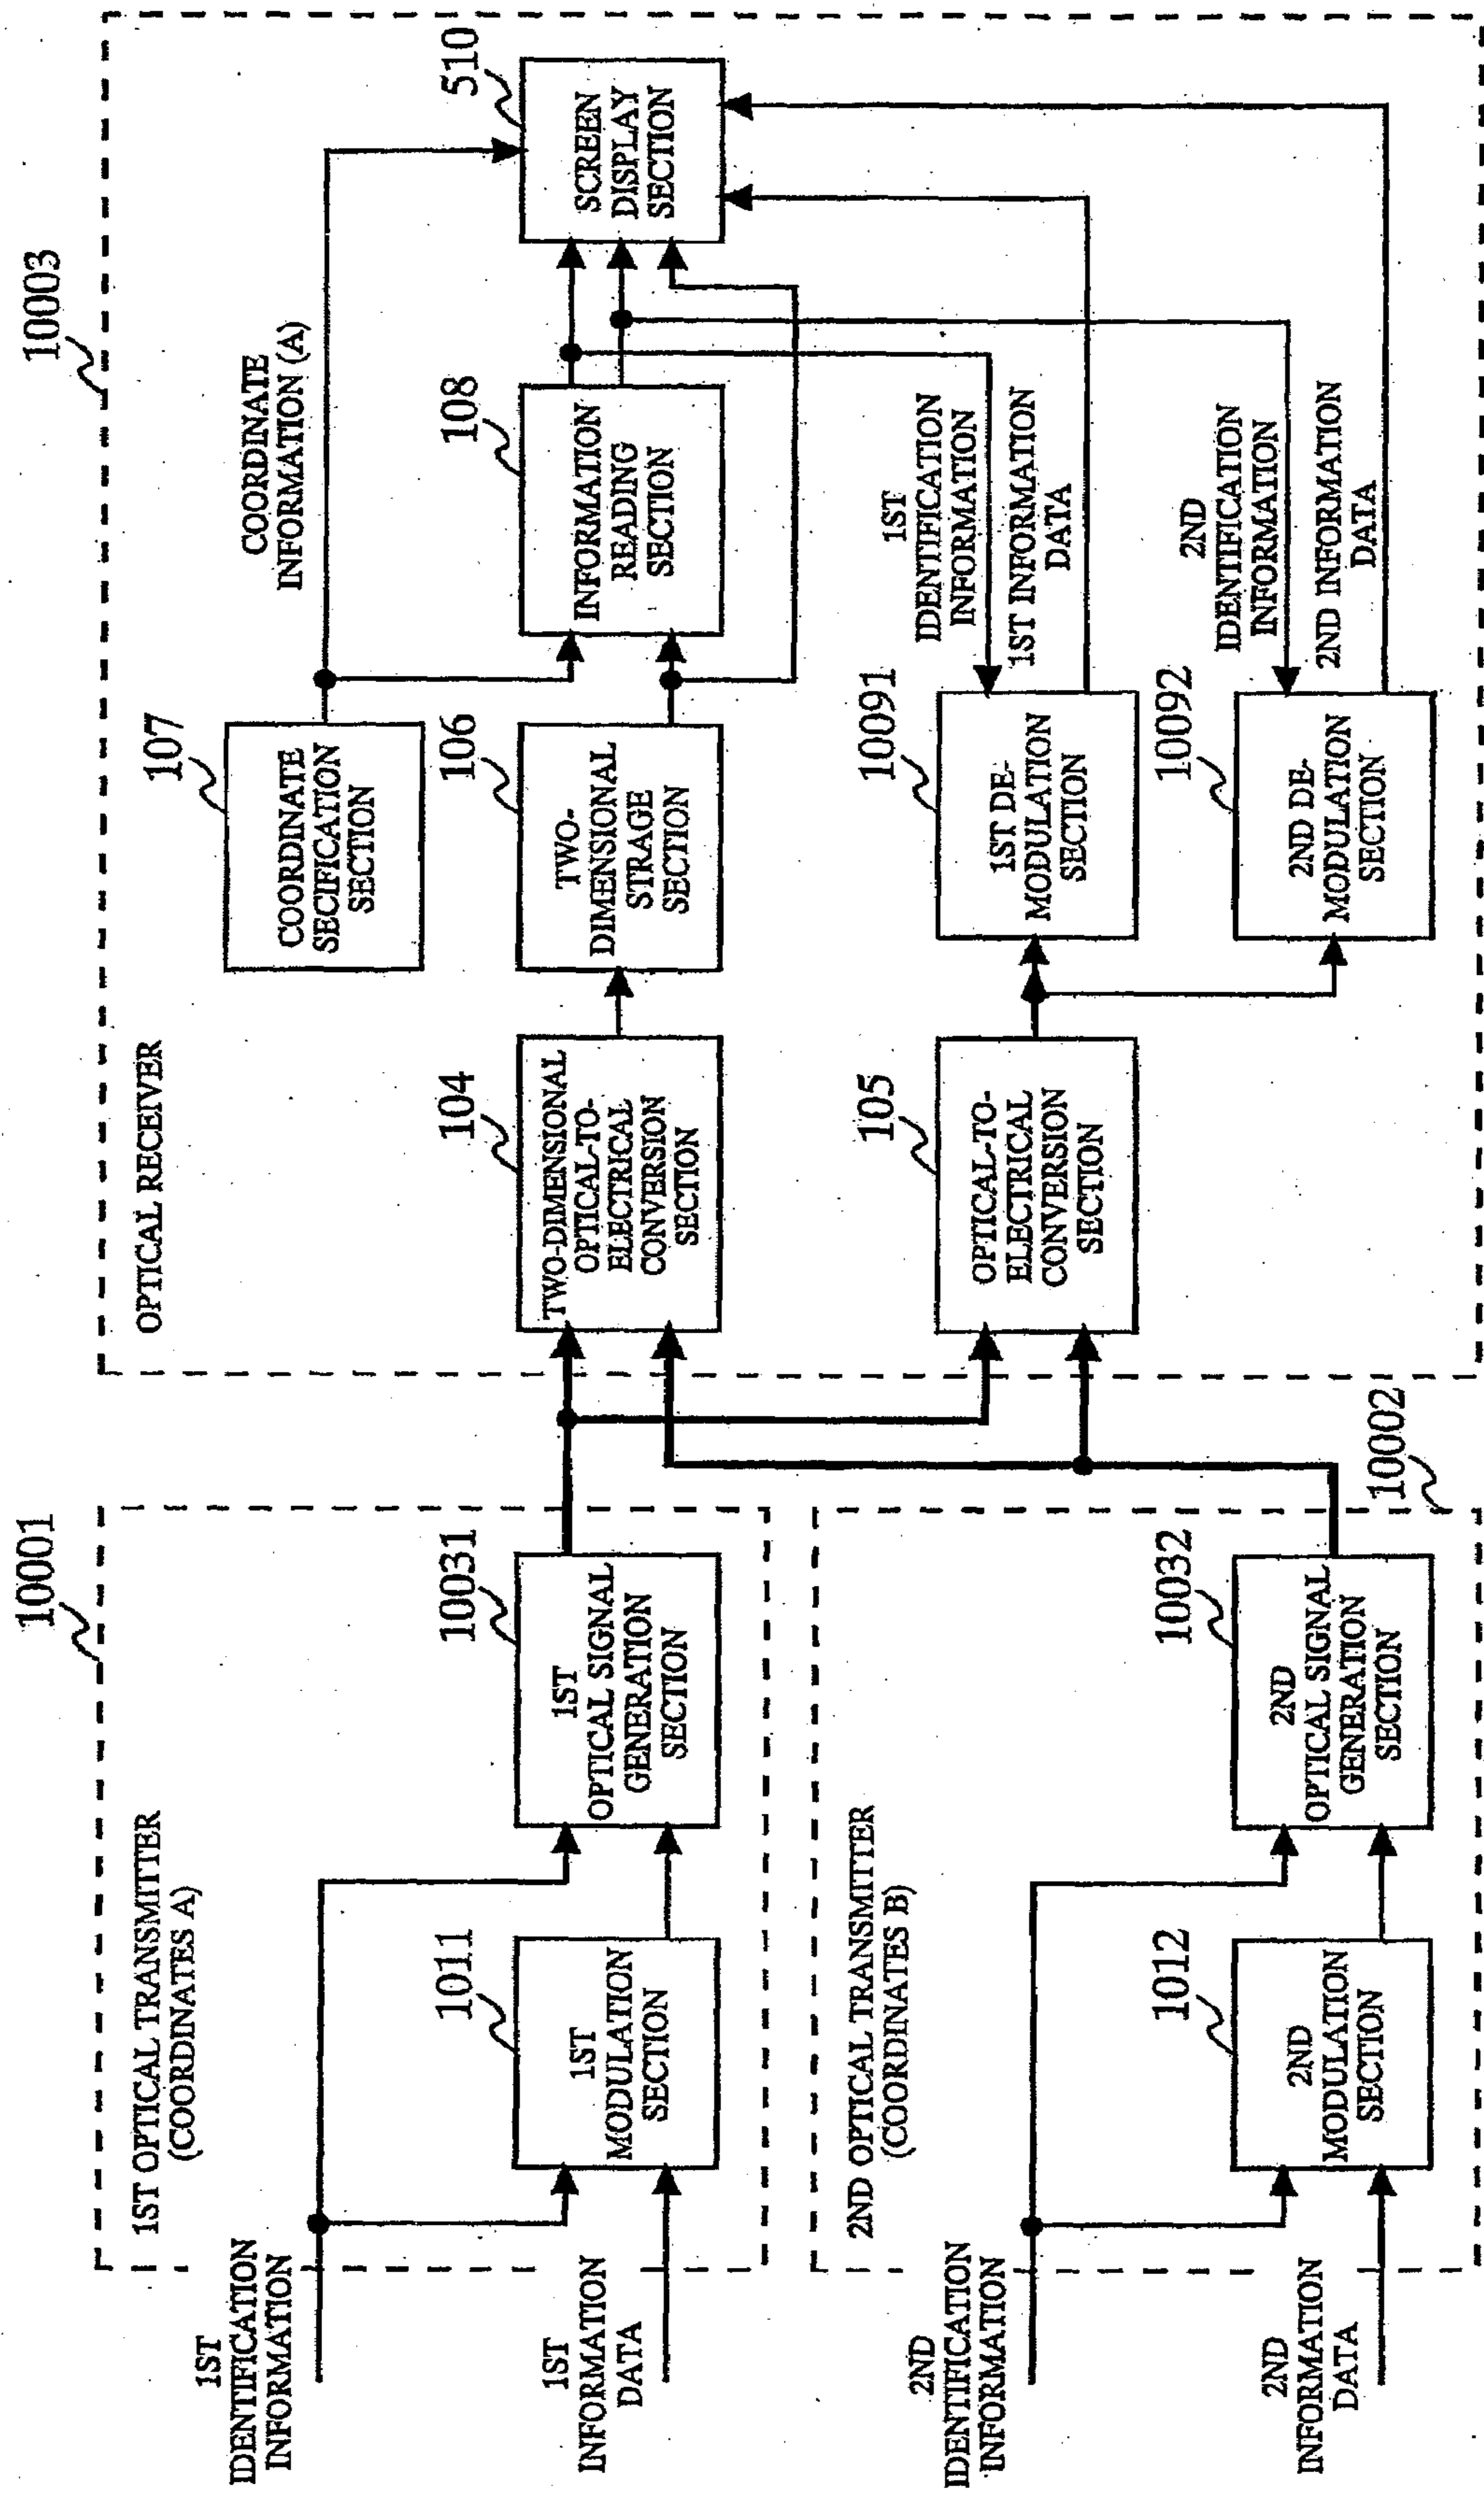 10001
1ST OPTICAL TRANSMITTER
(COORDINATES A)
1ST
IDENTIFICATION
INFORMATION
1ST
INFORMATION
DATA
1011
1ST
MODULATION
SECTION
10031
1ST
OPTICAL SIGNAL
GENERATION
SECTION
2ND OPTICAL TRANSMITTER
(COORDINATES B)
10002
2ND
IDENTIFICATION
INFORMATION
2ND
INFORMATION
DATA
1012
2ND
MODULATION
SECTION
10032
2ND
OPTICAL SIGNAL
GENERATION
SECTION
10003
OPTICAL RECEIVER
104
TWO-DIMENSIONAL
OPTICAL-TO-
ELECTRICAL
CONVERSION
SECTION
105
OPTICAL-TO-
ELECTRICAL
CONVERSION
SECTION
107
COORDINATE
SECIFICATION
SECTION
106
TWO-
DIMENSIONAL
STRAGE
SECTION
COORDINATE
INFORMATION (A)
108
INFORMATION
READING
SECTION
510
SCREEN
DISPLAY
SECTION
10091
1ST DE-
MODULATION
SECTION
1ST
IDENTIFICATION
INFORMATION
1ST INFORMATION
DATA
10092
2ND DE-
MODULATION
SECTION
2ND
IDENTIFICATION
INFORMATION
2ND INFORMATION
DATA